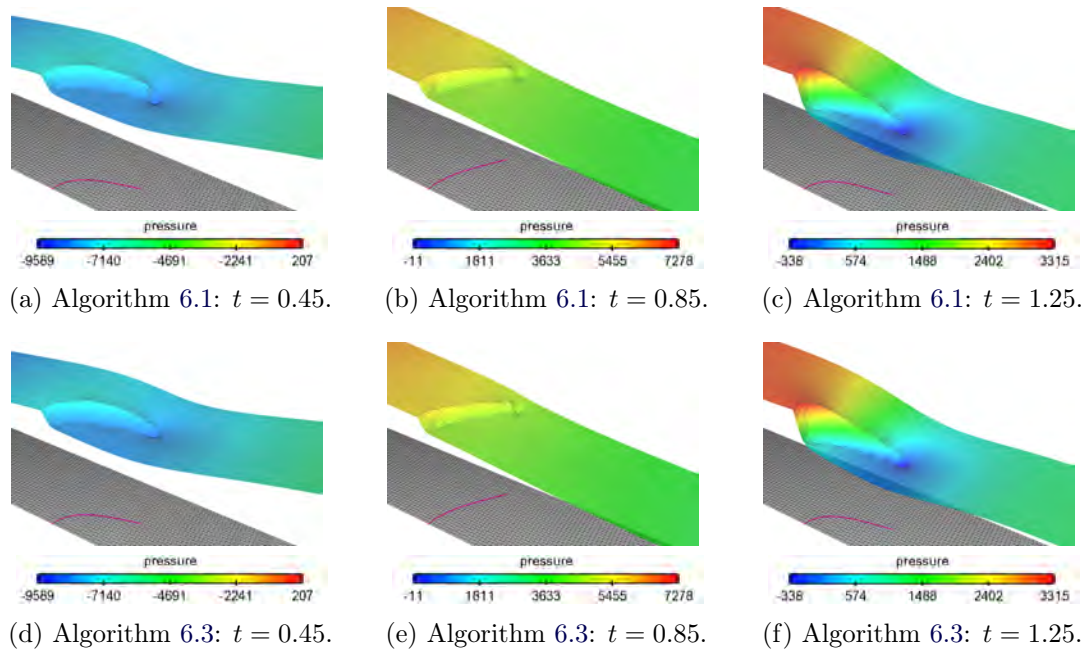 pressure pressure pressure
-9589 -7140 -4691 -2241 207 -11 1811 3633 5455 7278 -338 574 1488 2402 3315
(a) Algorithm 6.1: t = 0.45. (b) Algorithm 6.1: t = 0.85. (c) Algorithm 6.1: t = 1.25.
pressure pressure pressure
-9589 -7140 -4691 -2241 207 -11 1811 3633 5455 7278 -338 574 1488 2402 3315
(d) Algorithm 6.3: t = 0.45. (e) Algorithm 6.3: t = 0.85. (f) Algorithm 6.3: t = 1.25.